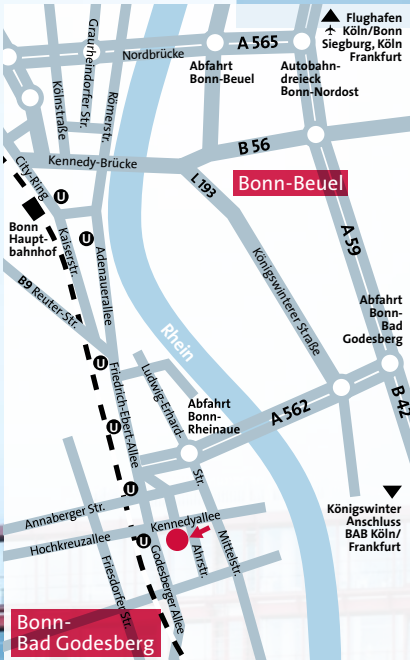 Flughafen
Köln/Bonn
Siegburg, Köln
Frankfurt
Graurheindorfer Str.
Nordbrücke
A 565
Abfahrt
Bonn-Beuel
Autobahn-
dreieck
Bonn-Nordost
Kölnstraße
Römerstr.
B 56
Kennedy-Brücke
L 193
Bonn-Beuel
City-Ring
U
Bonn
Haupt-
bahnhof
Kaiserstr.
U
Adenauerallee
A 59
Königswinterer Straße
B9 Reuter-Str.
Rhein
Abfahrt
Bonn-
Bad
Godesberg
U
Friedrich-Ebert-Allee
Ludwig-Erhard-
Str.
B 42
Abfahrt
Bonn-
Rheinaue
A 562
U
U
Annaberger Str.
Königswinter
Anschluss
BAB Köln/
Frankfurt
Kennedyallee
Hochkreuzallee
U
Godesberger Allee
Ahrstr.
Mittelstr.
Friesdorfer Str.
Bonn-
Bad Godesberg